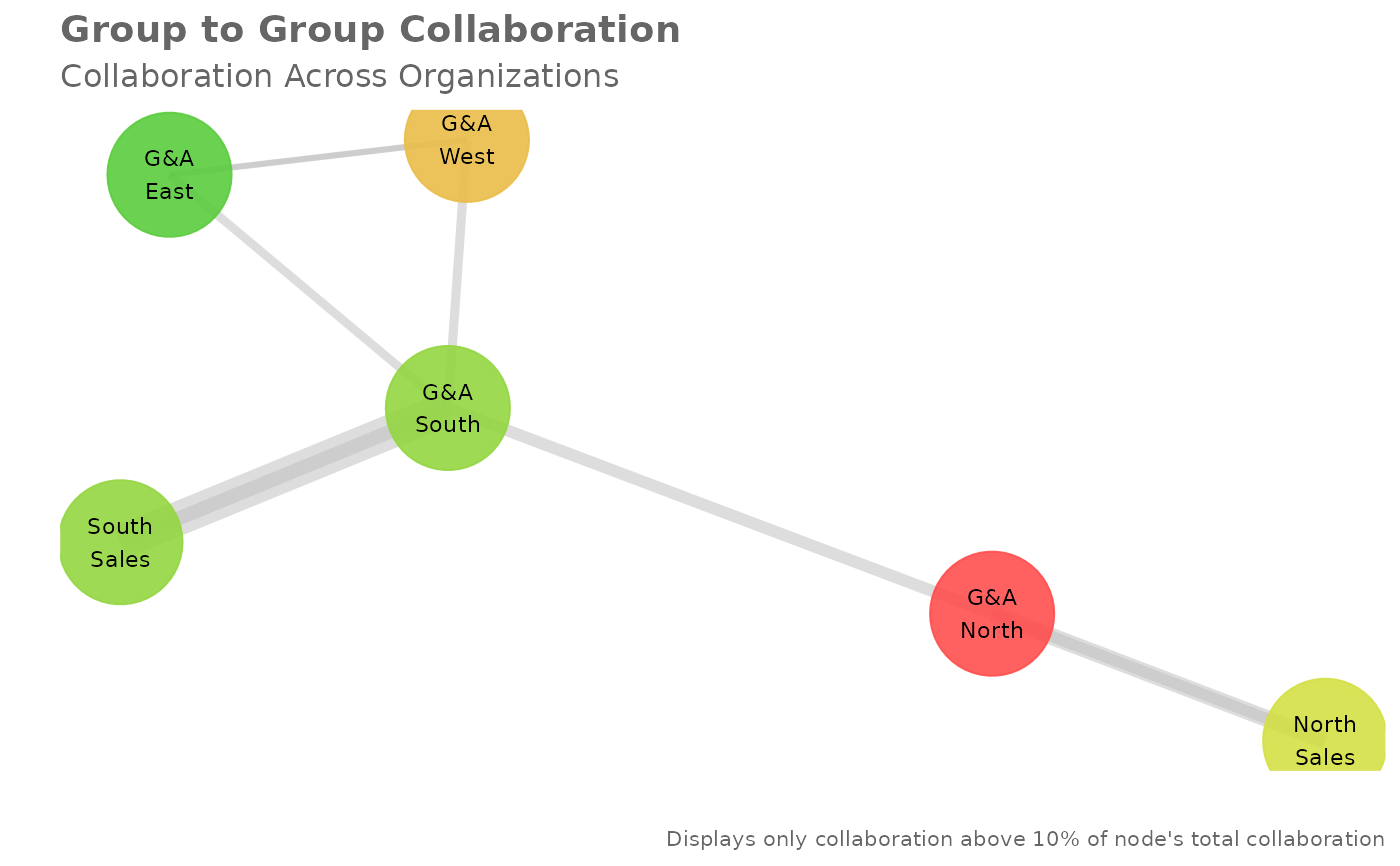 Group to Group Collaboration
Collaboration Across Organizations
G&A
West
G&A
East
G&A
South
South
Sales
G&A
North
North
Sales
Displays only collaboration above 10% of node's total collaboration